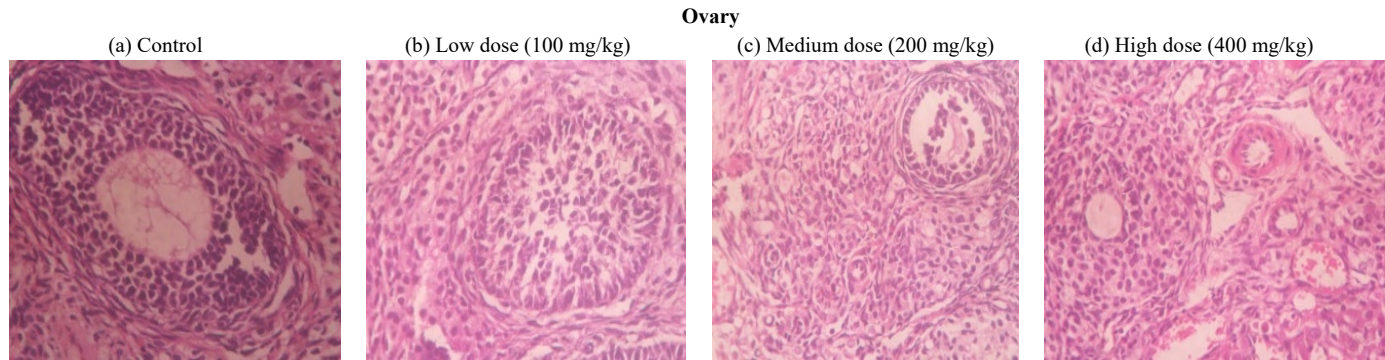 Ovary
(a) Control
(b) Low dose (100 mg/kg)
(c) Medium dose (200 mg/kg)
(d) High dose (400 mg/kg)